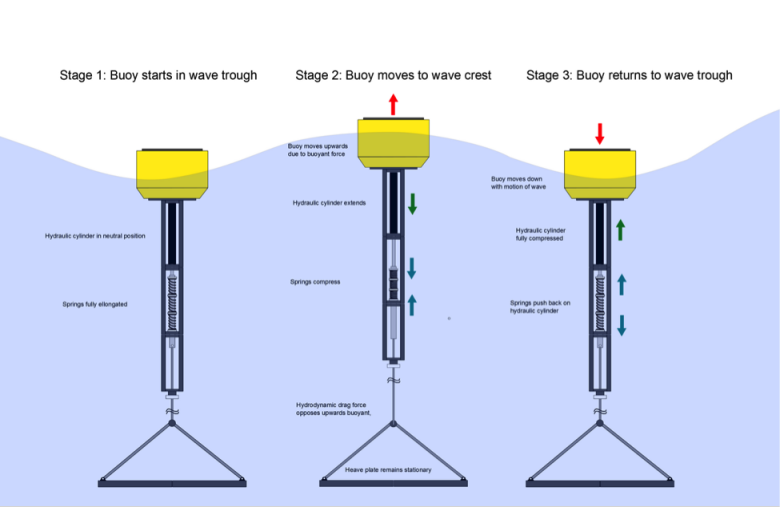 Stage 1: Buoy starts in wave trough
Stage 2: Buoy moves to wave crest
Stage 3: Buoy returns to wave trough
Buoy moves upwards
due to buoyant force
Buoy moves down
with motion of wave
Hydraulic cylinder extends
Hydraulic cylinder in neutral position
Hydraulic cylinder
fully compressed
Springs compress
Springs fully ellongated
Springs push back on
hydraulic cylinder
Hydrodynamic drag force
opposes upwards buoyant.
Heave plate remains stationary